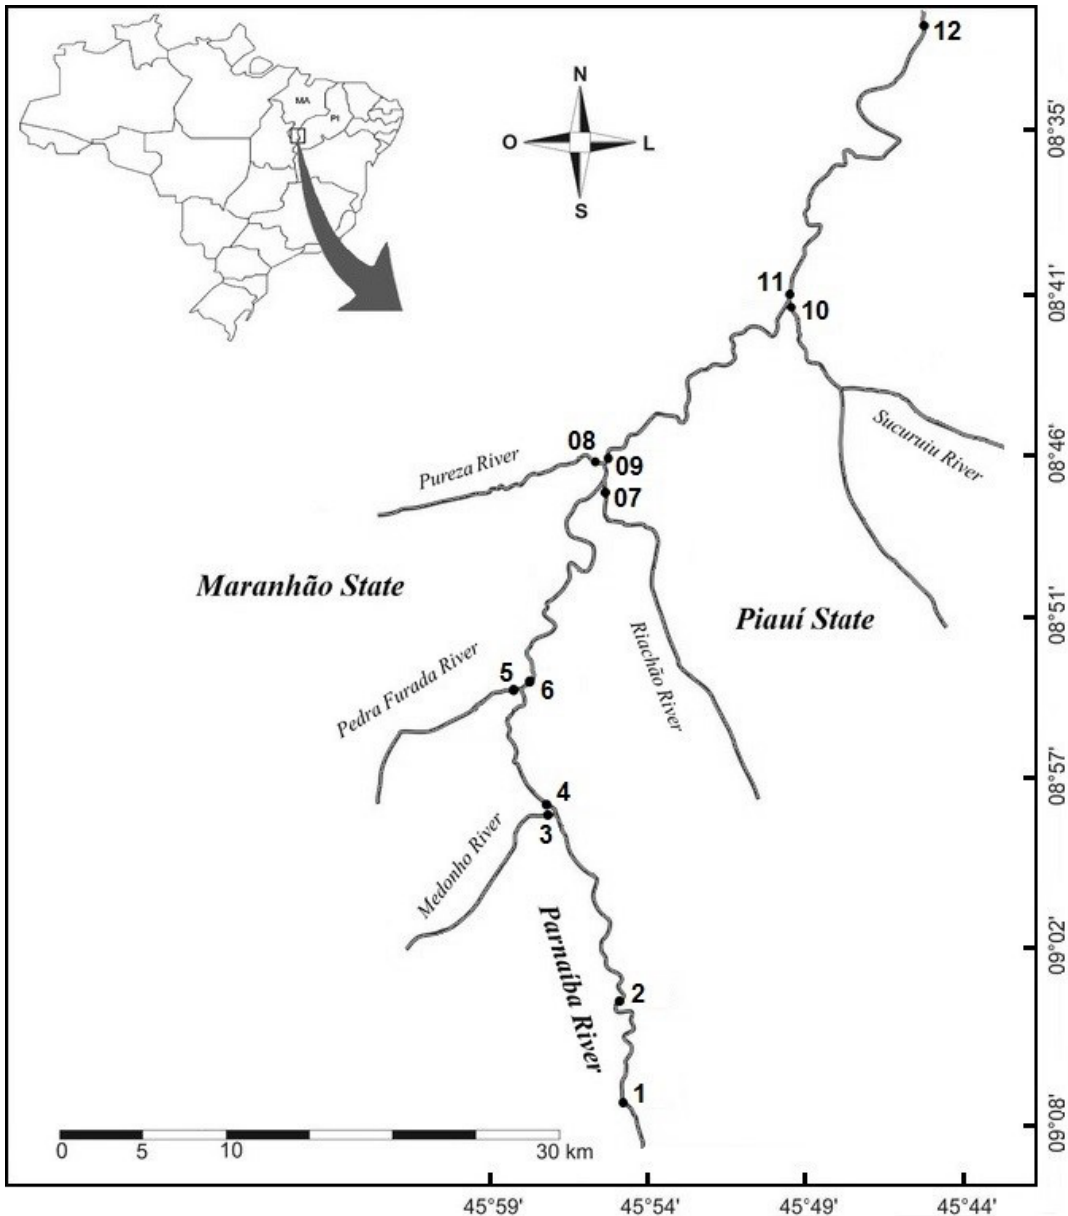 12
MA
PI
N
O
L
S
08°35'
11
10
08°41'
Sucuruiu River
08
09
Pureza River
07
08°46'
Maranhão State
Piauí State
08°51'
Riachão River
Pedra Furada River
5
6
08°57'
4
3
Medonho River
Parnaíba River
09°02'
2
1
09°08'
0
5
10
30 km
45°59'
45°54'
45°49'
45°44'